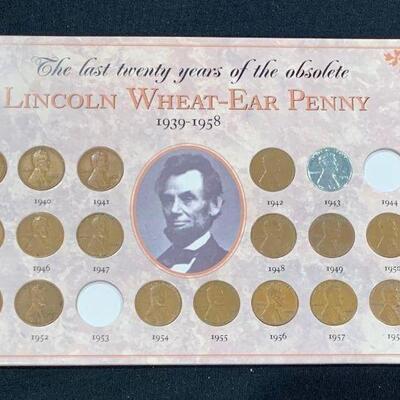 The last twenty years of the obsolete
LINCOLN WHEAT-EAR PENNY
1939-1958
1940 1941 1942 1943 1944
1946 1947 1948 1949 1950
1952 1953 1954 1955 1956 1957